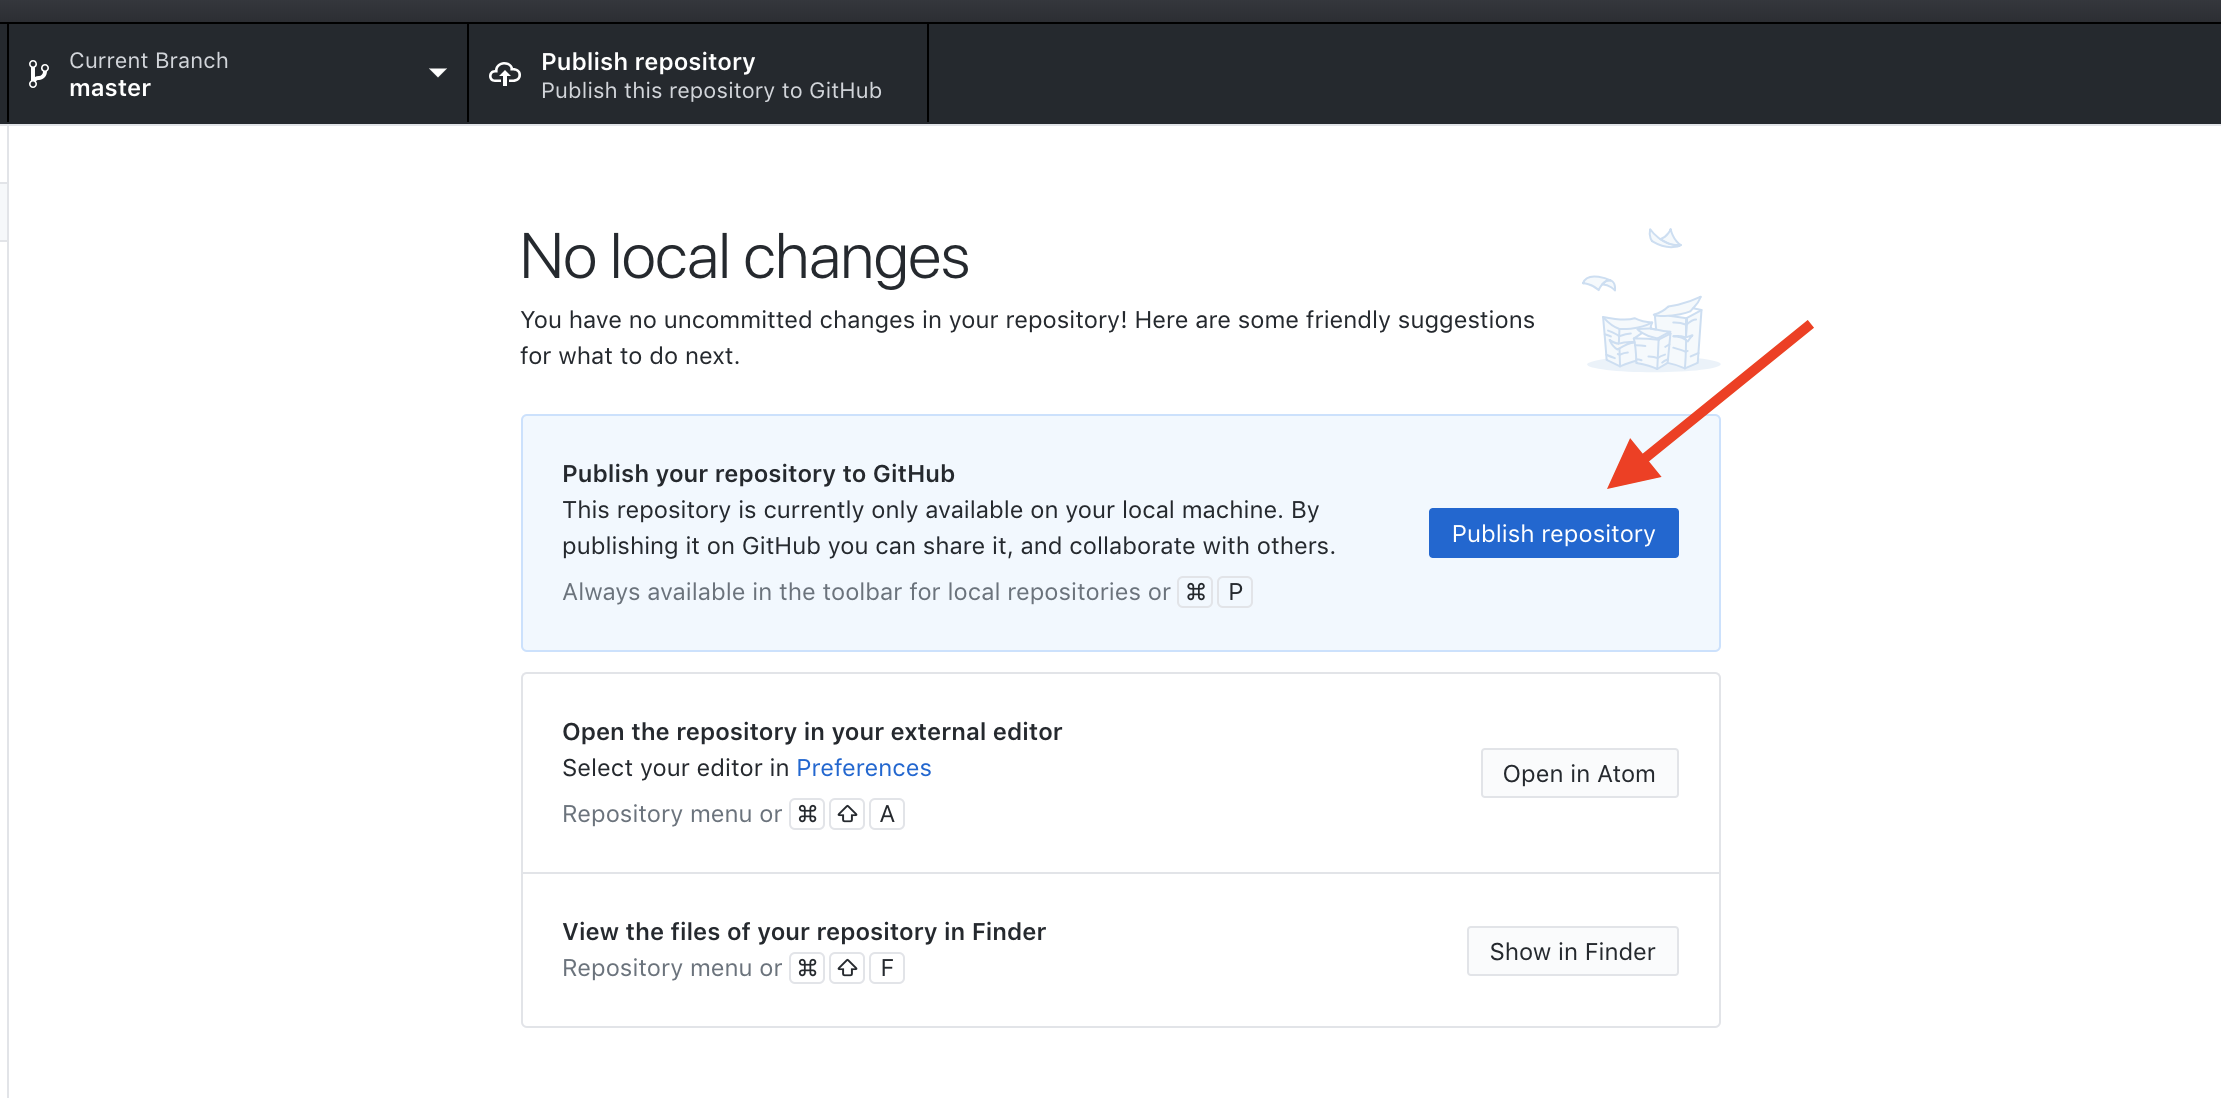 Current Branch
master
Publish repository
Publish this repository to GitHub
No local changes
You have no uncommitted changes in your repository! Here are some friendly suggestions
for what to do next.
Publish your repository to GitHub
This repository is currently only available on your local machine. By
publishing it on GitHub you can share it, and collaborate with others.
Always available in the toolbar for local repositories or ⌘ P
Publish repository
Open the repository in your external editor
Select your editor in Preferences
Repository menu or ⌘ ⇧ A
Open in Atom
View the files of your repository in Finder
Repository menu or ⌘ ⇧ F
Show in Finder